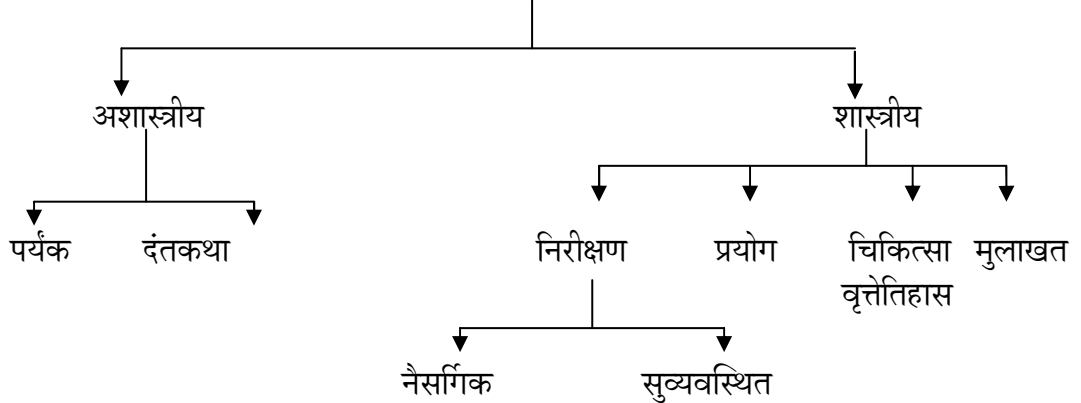 अशास्त्रीय शास्त्रीय
पर्यंक दंतकथा निरीक्षण प्रयोग चिकित्सा मुलाखत
वृत्तेतिहास
नैसर्गिक सुव्यवस्थित